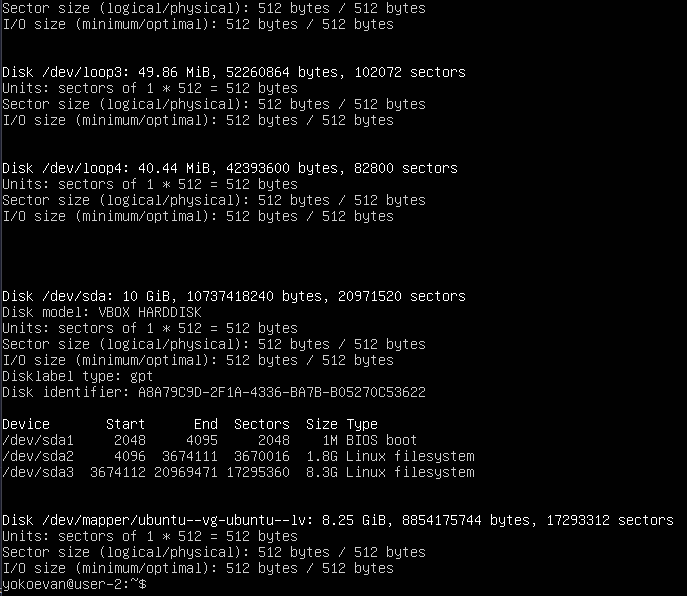 Sector size (logical/physical): 512 bytes / 512 bytes
I/O size (minimum/optimal): 512 bytes / 512 bytes
Disk /dev/loop3: 49.86 MiB, 52260864 bytes, 102072 sectors
Units: sectors of 1 * 512 = 512 bytes
Sector size (logical/physical): 512 bytes / 512 bytes
I/O size (minimum/optimal): 512 bytes / 512 bytes
Disk /dev/loop4: 40.44 MiB, 42393600 bytes, 82800 sectors
Units: sectors of 1 * 512 = 512 bytes
Sector size (logical/physical): 512 bytes / 512 bytes
I/O size (minimum/optimal): 512 bytes / 512 bytes
Disk /dev/sda: 10 GiB, 10737418240 bytes, 20971520 sectors
Disk model: VBOX HARDDISK
Units: sectors of 1 * 512 = 512 bytes
Sector size (logical/physical): 512 bytes / 512 bytes
I/O size (minimum/optimal): 512 bytes / 512 bytes
Disklabel type: gpt
Disk identifier: A8A79C9D-2F1A-4336-BA7B-B05270C53622
Device Start End Sectors Size Type
/dev/sda1 2048 4095 2048 1M BIOS boot
/dev/sda2 4096 3674111 3670016 1.8G Linux filesystem
/dev/sda3 3674112 20969471 17295360 8.3G Linux filesystem
Disk /dev/mapper/ubuntu--vg-ubuntu--lv: 8.25 GiB, 8854175744 bytes, 17293312 sectors
Units: sectors of 1 * 512 = 512 bytes
Sector size (logical/physical): 512 bytes / 512 bytes
I/O size (minimum/optimal): 512 bytes / 512 bytes
yokoevan@user-2:~$